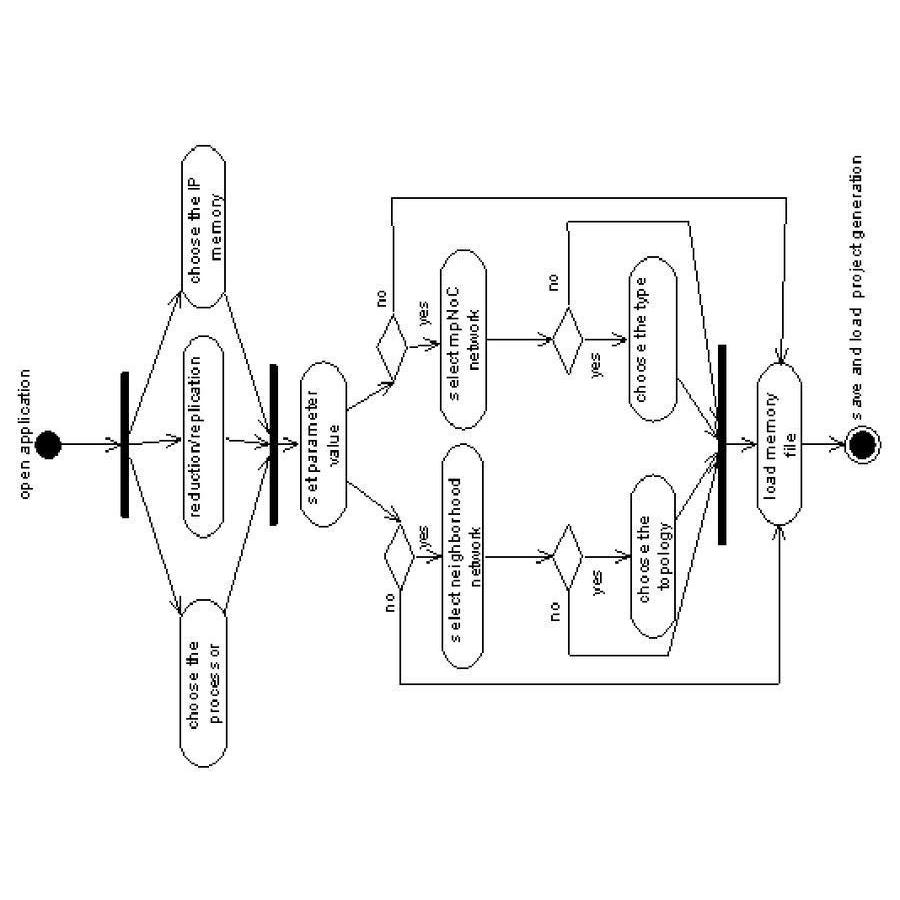 open application
choose the
processor
reduction/replication
choose the IP
memory
set parameter
value
no
yes
select neighborhood
network
no
yes
select mpNoC
network
no
yes
choose the
topology
no
yes
choose the type
load memory
file
save and load project generation